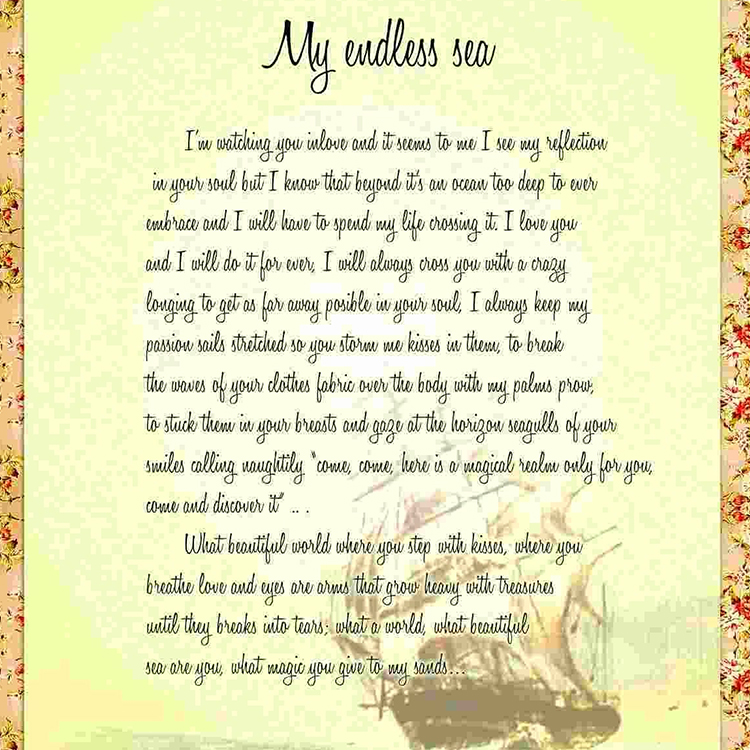 My endless sea
I'm watching you inlove and it seems to me I see my reflection
in your soul but I know that beyond it's an ocean too deep to ever
embrace and I will have to spend my life crossing it. I love you
and I will do it for ever, I will always cross you with a crazy
longing to get as far away posible in your soul, I always keep my
passion sails stretched so you storm me kisses in them, to break
the waves of your clothes fabric over the body with my palms prow,
to stuck them in your breasts and gaze at the horizon seagulls of your
smiles calling naughtily "come, come, here is a magical realm only for you,
come and discover it" .. .
What beautiful world where you step with kisses, where you
breathe love and eyes are arms that grow heavy with treasures
until they breaks into tears; what a world, what beautiful
sea are you, what magic you give to my sands...